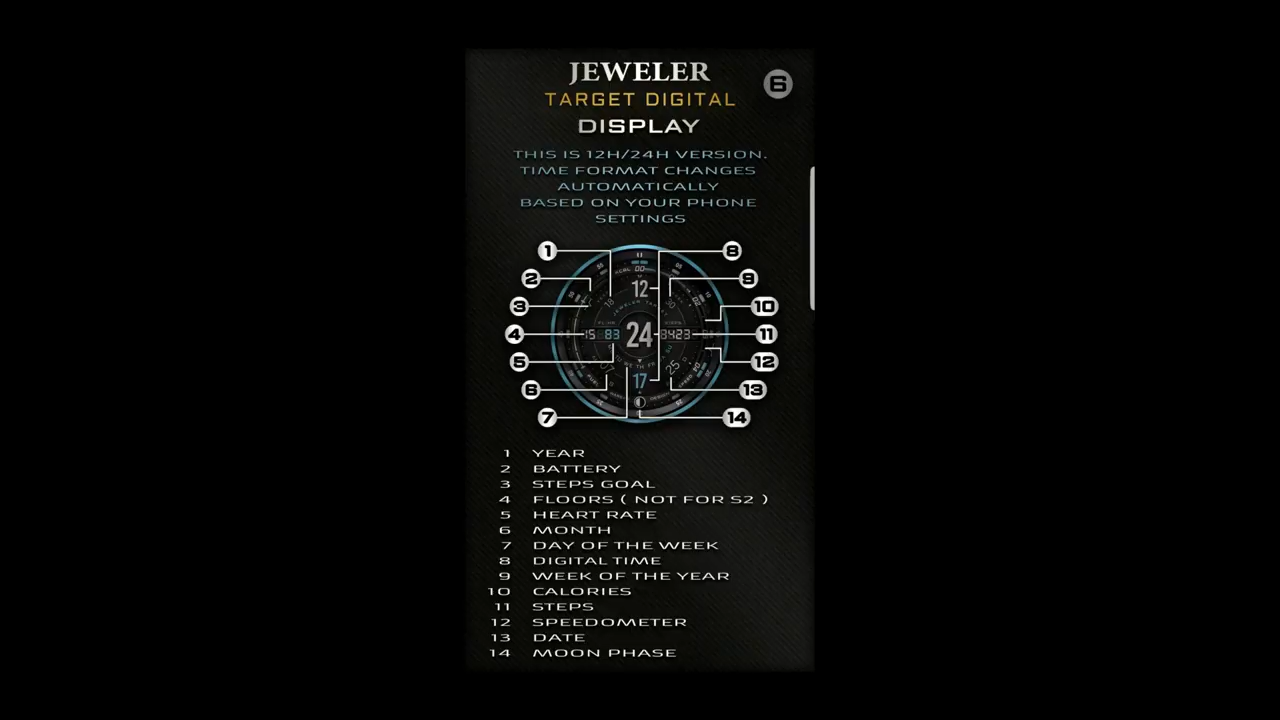 JEWELER
6
TARGET DIGITAL
DISPLAY
THIS IS 12H/24H VERSION.
TIME FORMAT CHANGES
AUTOMATICALLY
BASED ON YOUR PHONE
SETTINGS
1 8
2 9
3 10
4 11
5 12
6 13
7 14
12
18
15 83 24 8423
07 17 25
1 YEAR
2 BATTERY
3 STEPS GOAL
4 FLOORS ( NOT FOR S2 )
5 HEART RATE
6 MONTH
7 DAY OF THE WEEK
8 DIGITAL TIME
9 WEEK OF THE YEAR
10 CALORIES
11 STEPS
12 SPEEDOMETER
13 DATE
14 MOON PHASE